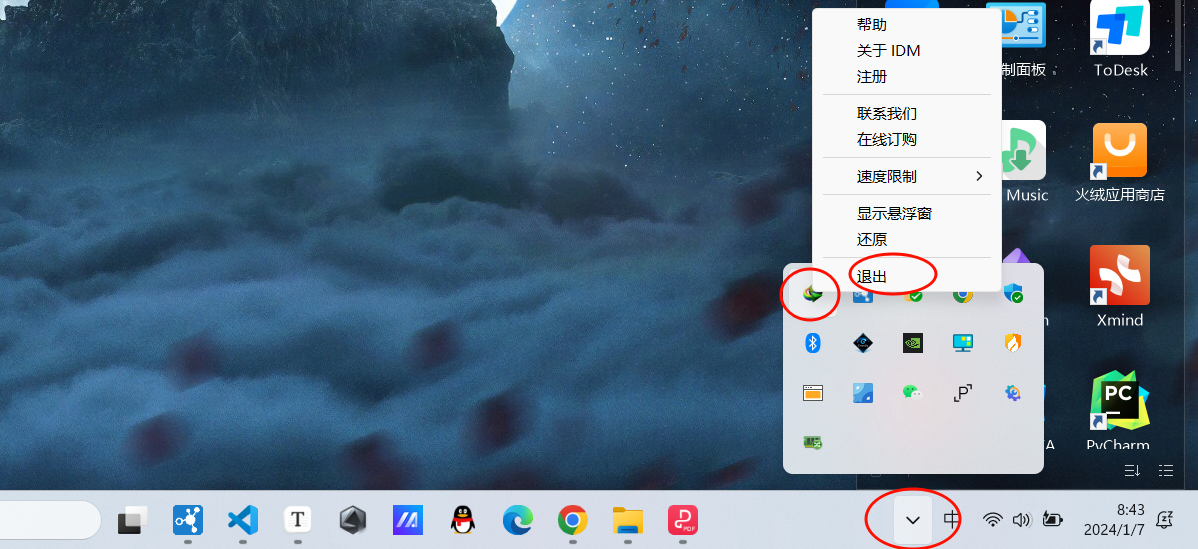 帮助
关于 IDM
注册
联系我们
在线订购
速度限制
显示悬浮窗
还原
退出
制面板
ToDesk
Music
火绒应用商店
Xmind
PC
PyCharm
T
PDF
中
8:43
2024/1/7